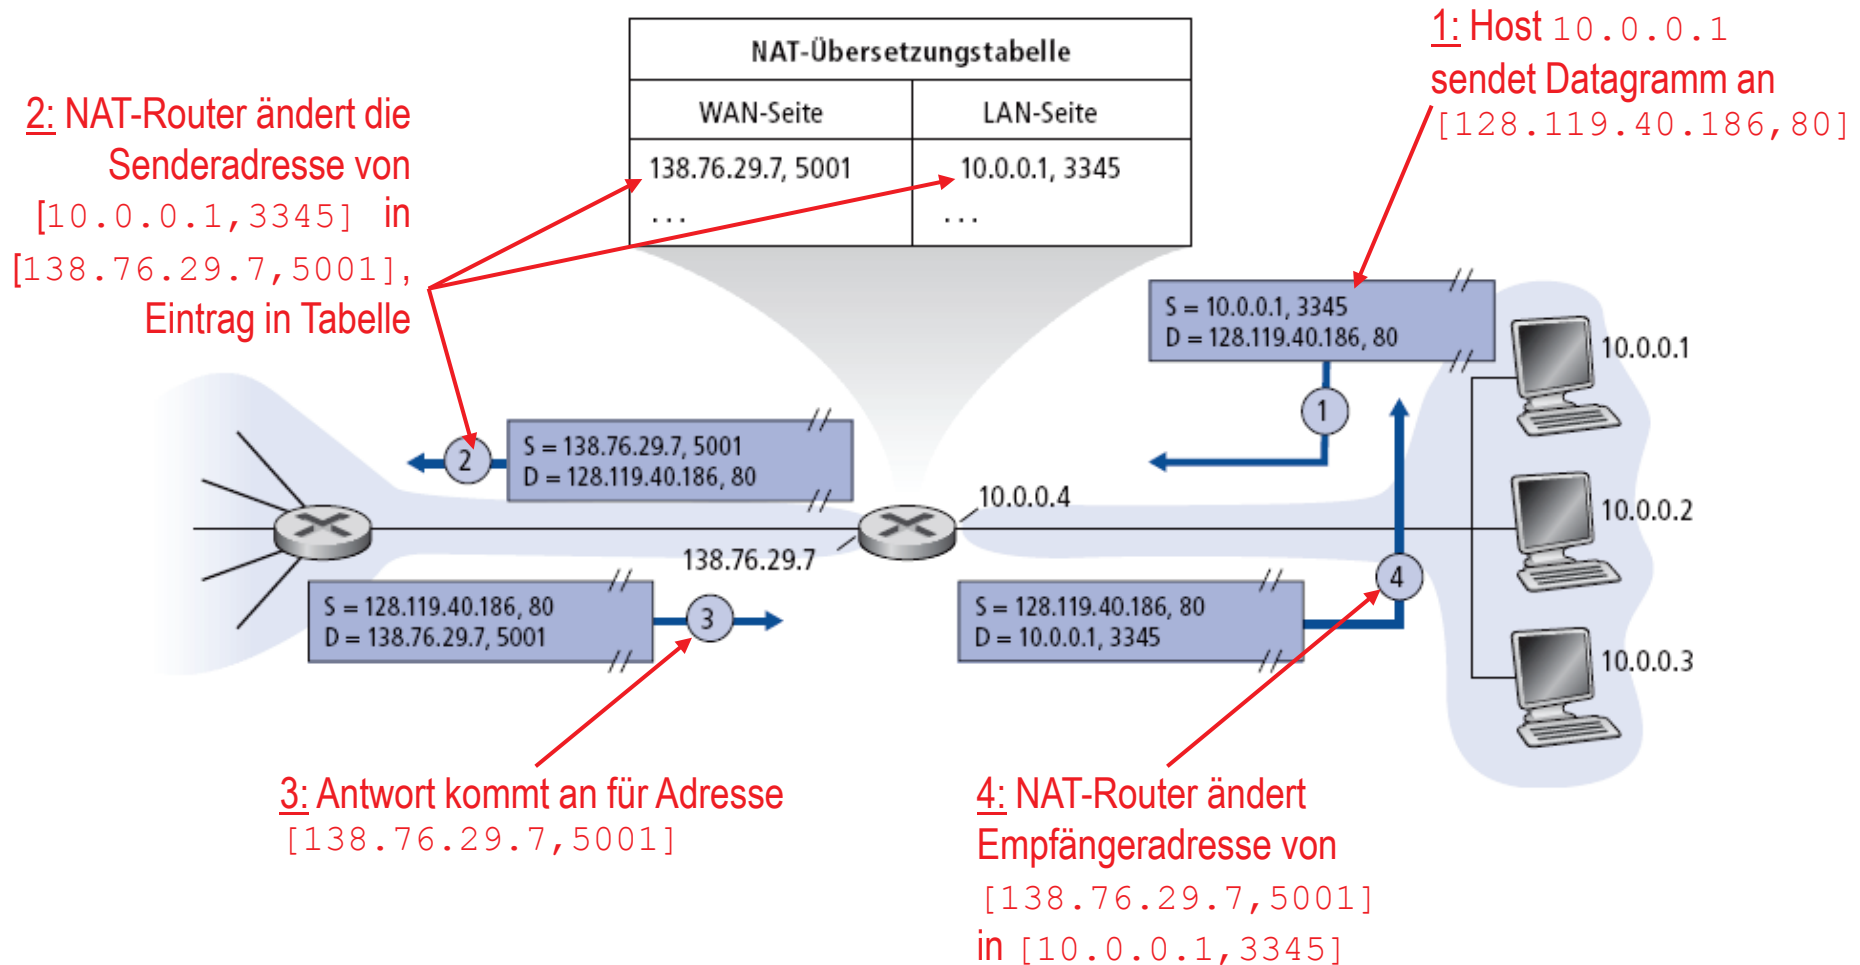 1: Host 10.0.0.1
sendet Datagramm an
[128.119.40.186,80]
2: NAT-Router ändert die
Senderadresse von
[10.0.0.1,3345] in
[138.76.29.7,5001],
Eintrag in Tabelle
NAT-Übersetzungstabelle
WAN-Seite LAN-Seite
138.76.29.7, 5001 10.0.0.1, 3345
. . . . . .
S = 10.0.0.1, 3345
D = 128.119.40.186, 80
1
10.0.0.1
S = 138.76.29.7, 5001
D = 128.119.40.186, 80
2
10.0.0.4
138.76.29.7
10.0.0.2
S = 128.119.40.186, 80
D = 138.76.29.7, 5001
3
S = 128.119.40.186, 80
D = 10.0.0.1, 3345
4
10.0.0.3
3: Antwort kommt an für Adresse
[138.76.29.7,5001]
4: NAT-Router ändert
Empfängeradresse von
[138.76.29.7,5001]
in [10.0.0.1,3345]